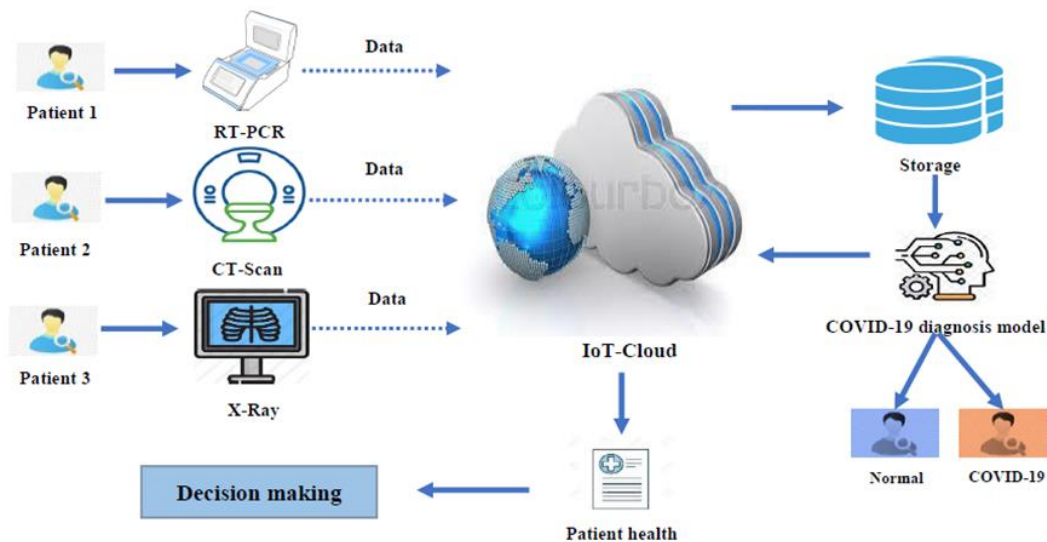 Patient 1
RT-PCR
Data
Patient 2
CT-Scan
Data
Patient 3
X-Ray
Data
IoT-Cloud
Storage
COVID-19 diagnosis model
Normal
COVID-19
Patient health
Decision making